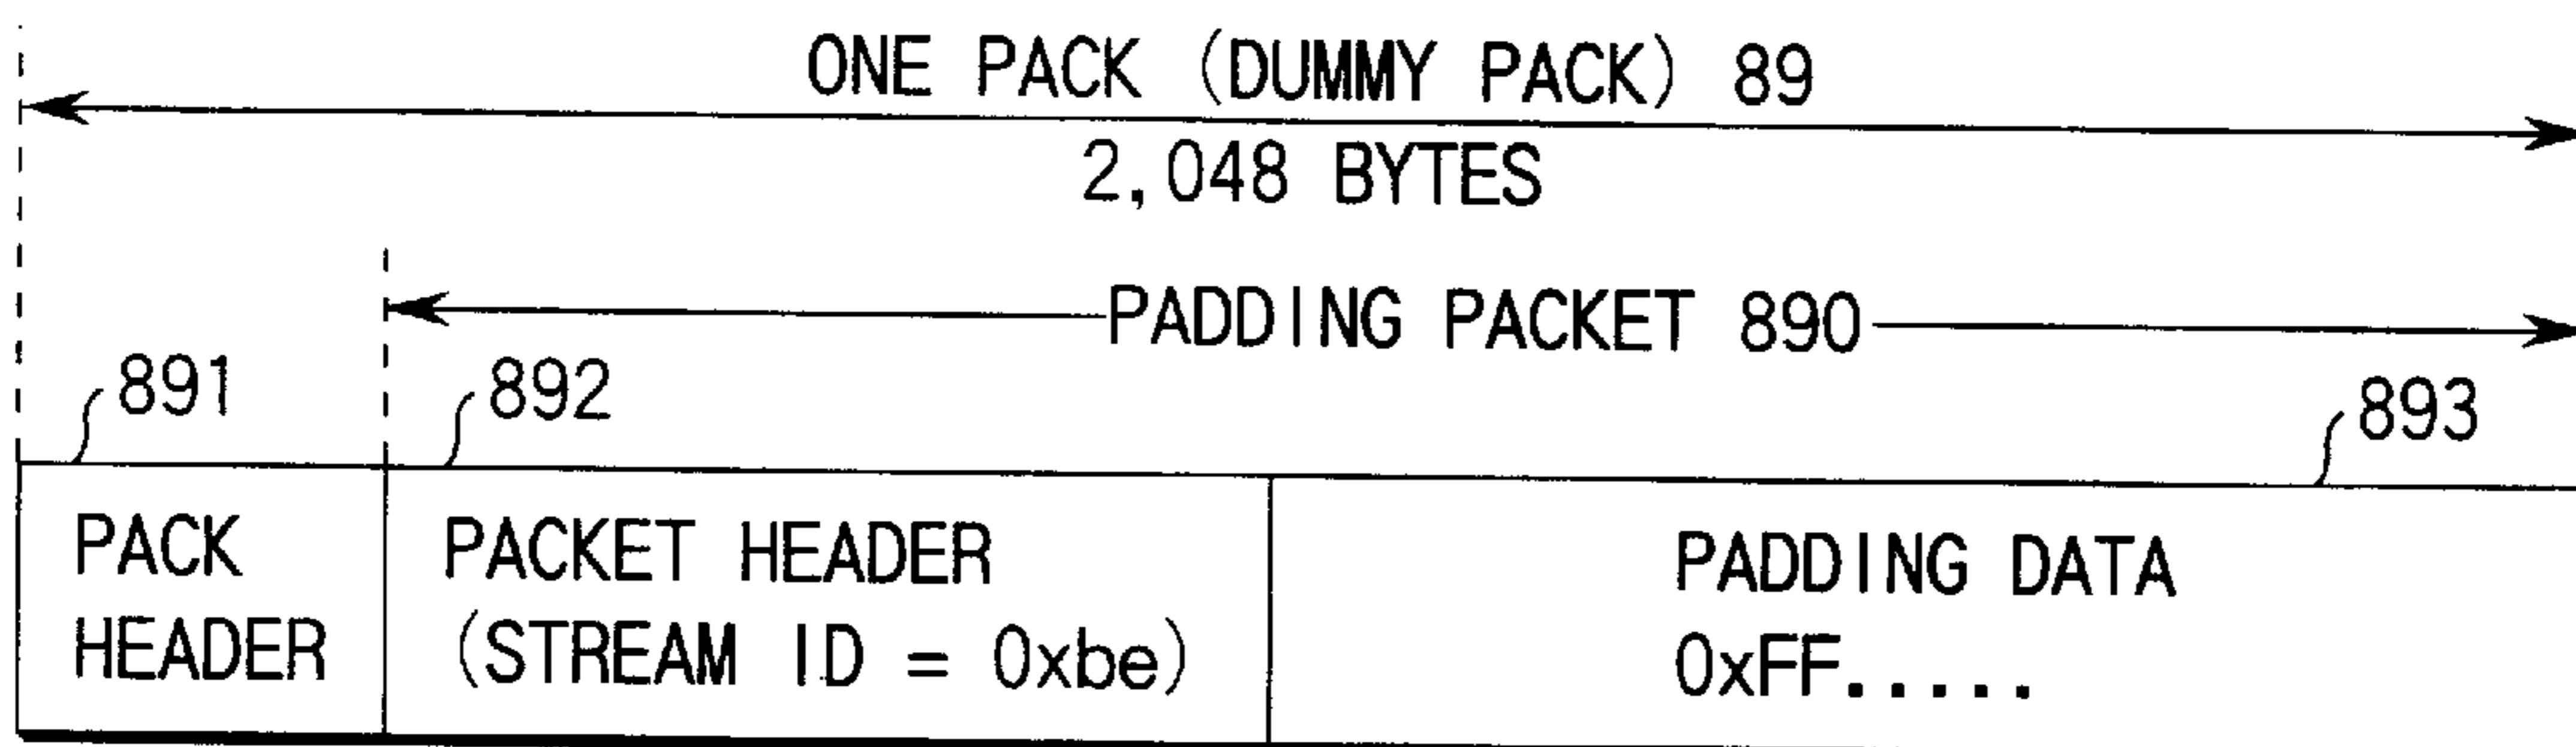 ONE PACK (DUMMY PACK) 89
2,048 BYTES
PADDING PACKET 890
891
892
893
PACK
HEADER
PACKET HEADER
(STREAM ID = 0xbe)
PADDING DATA
0xFF.....